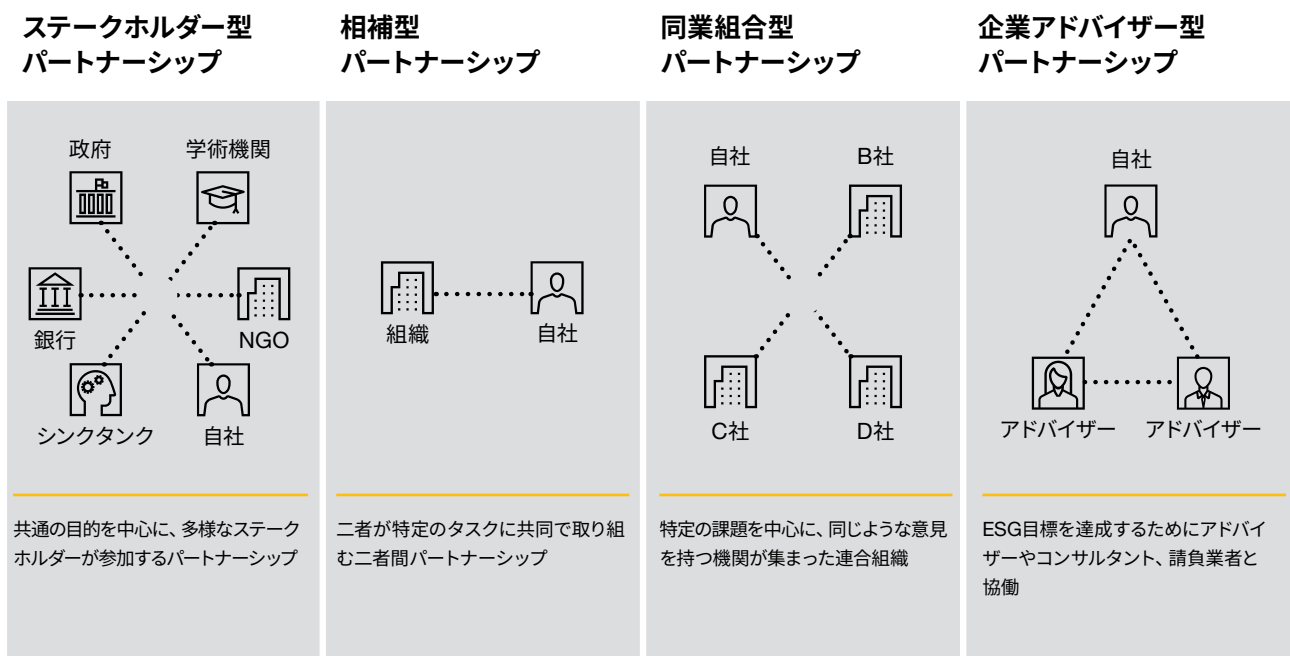 ステークホルダー型
パートナーシップ
政府
学術機関
銀行
NGO
シンクタンク
自社
共通の目的を中心に、多様なステーク
ホルダーが参加するパートナーシップ
相補型
パートナーシップ
組織
自社
二者が特定のタスクに共同で取り組
む二者間パートナーシップ
同業組合型
パートナーシップ
自社
B社
C社
D社
特定の課題を中心に、同じような意見
を持つ機関が集まった連合組織
企業アドバイザー型
パートナーシップ
自社
アドバイザー
アドバイザー
ESG目標を達成するためにアドバイ
ザーやコンサルタント、請負業者と
協働